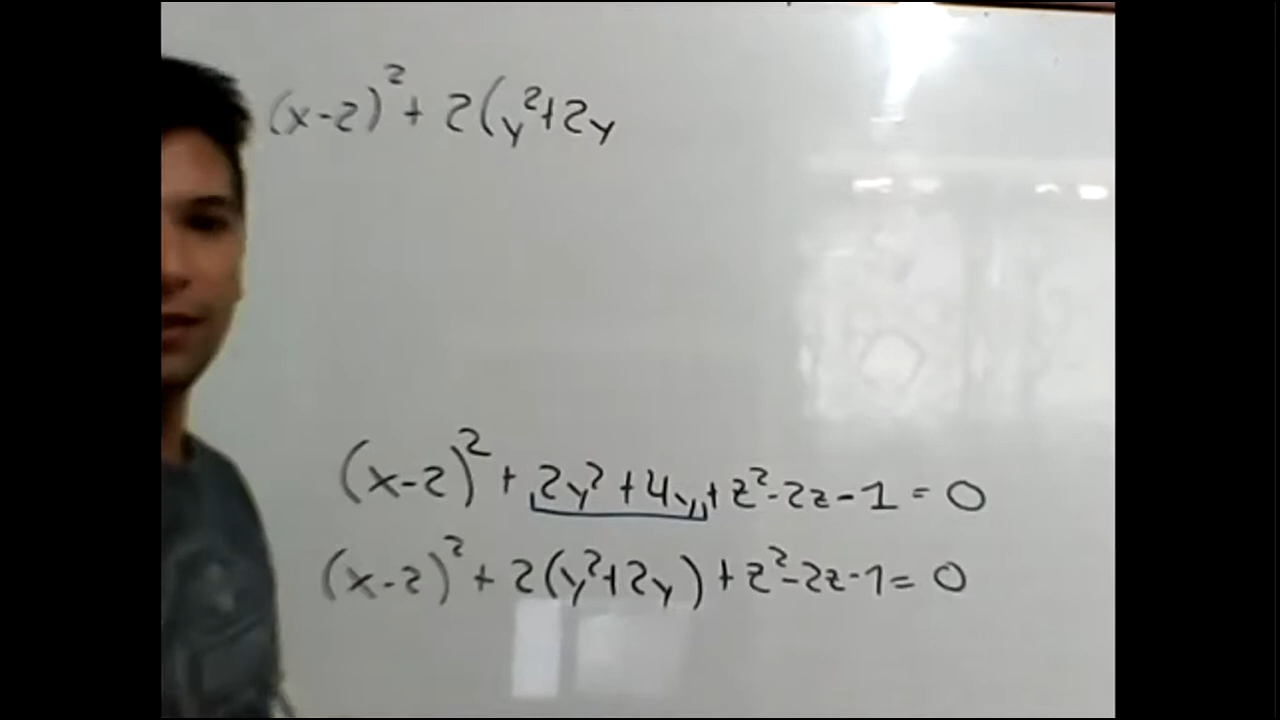 (x-2)² + 2(y²+2y
(x-2)² + 2y² + 4y + z² - 2z - 1 = 0
(x-2)² + 2(y²+2y) + z² - 2z - 1 = 0